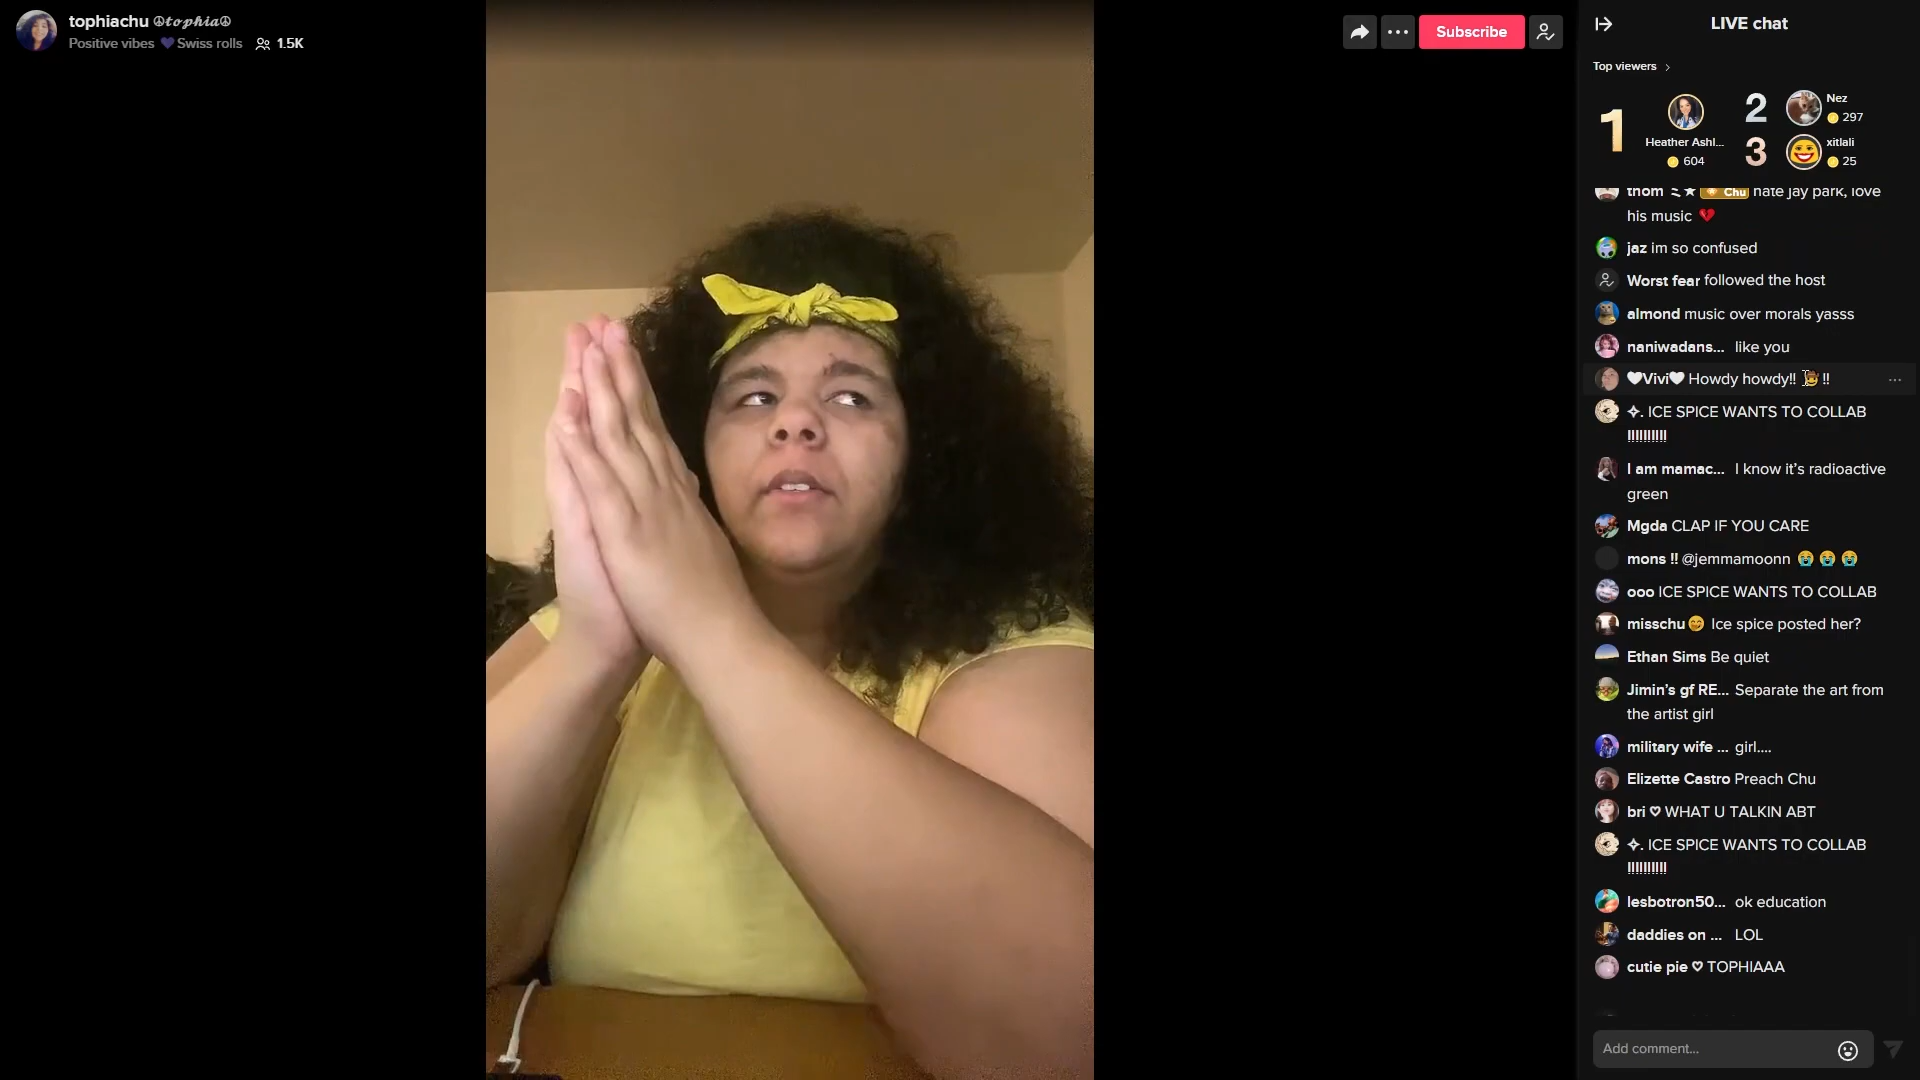 tophiachu ☮𝓽𝓸𝓹𝓱𝓲𝓪☮
Positive vibes 💜Swiss rolls 1.5K
Subscribe
LIVE chat
Top viewers >
1
Heather Ashl...
604
2
Nez
297
3
xitlali
25
thom ミ★ Chu hate jay park, love
his music 💔
jaz im so confused
Worst fear followed the host
almond music over morals yasss
naniwadans... like you
🤍Vivi🤍 Howdy howdy!! 🤠 !!
✧. ICE SPICE WANTS TO COLLAB
!!!!!!!!!!
I am mamac... I know it's radioactive
green
Mgda CLAP IF YOU CARE
mons !! @jemmamoonn 😭 😭 😭
ooo ICE SPICE WANTS TO COLLAB
misschu😋 Ice spice posted her?
Ethan Sims Be quiet
Jimin's gf RE... Separate the art from
the artist girl
military wife ... girl....
Elizette Castro Preach Chu
bri ♡ WHAT U TALKIN ABT
✧. ICE SPICE WANTS TO COLLAB
!!!!!!!!!!
lesbotron50... ok education
daddies on ... LOL
cutie pie ♡ TOPHIAAA
Add comment...